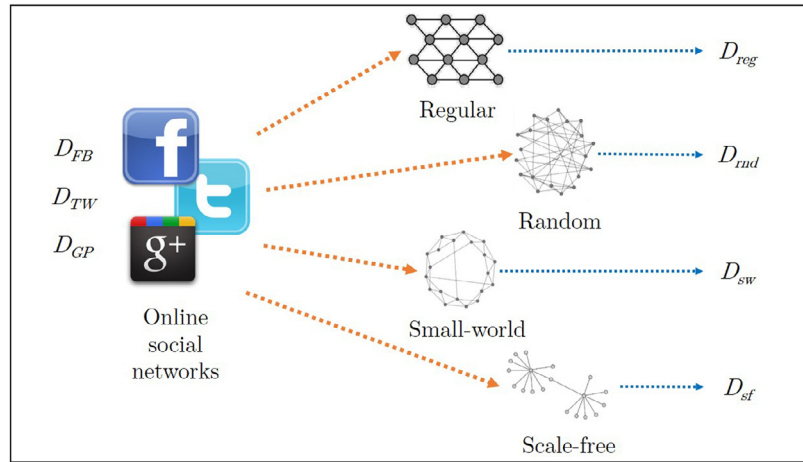 D_FB
D_TW
D_GP
f
t
g+
Online
social
networks
Regular
D_reg
Random
D_rnd
Small-world
D_sw
Scale-free
D_sf